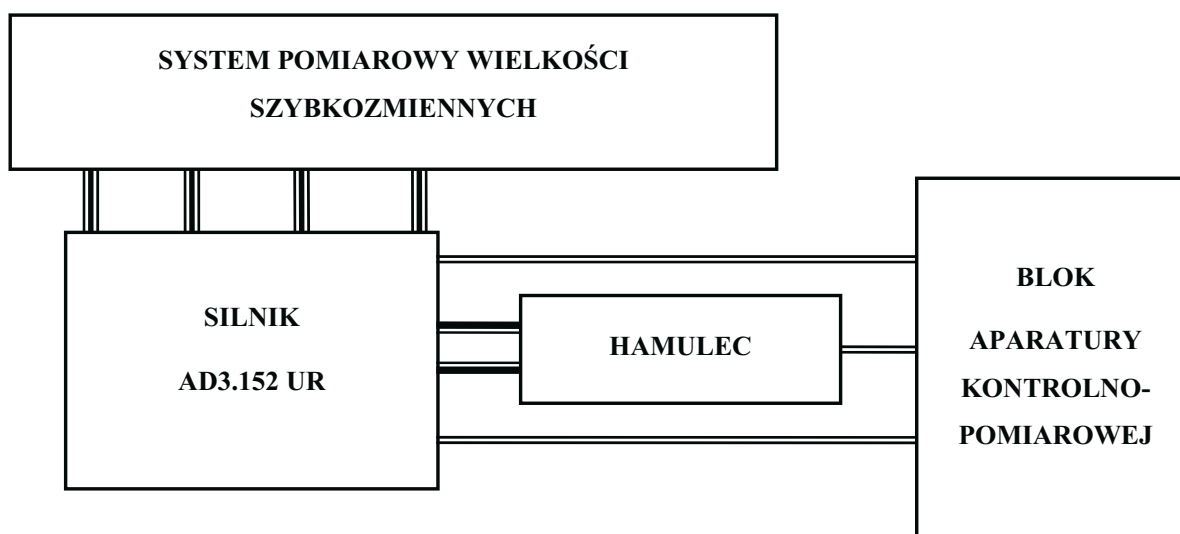 SYSTEM POMIAROWY WIELKOŚCI
SZYBKOZMIENNYCH
SILNIK
AD3.152 UR
HAMULEC
BLOK
APARATURY
KONTROLNO-
POMIAROWEJ